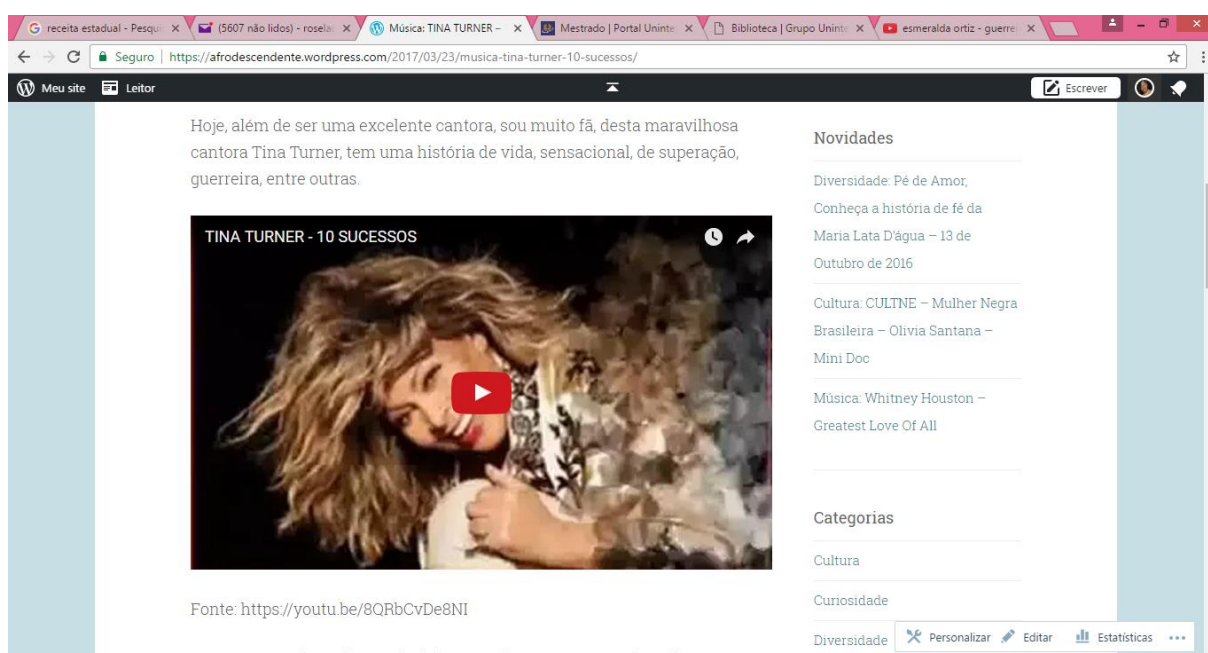 receita estadual - Pesqui
(5607 não lidos) - rosela
Música: TINA TURNER –
Mestrado | Portal Uninte
Biblioteca | Grupo Uninte
esmeralda ortiz - guerre
Seguro | https://afrodescendente.wordpress.com/2017/03/23/musica-tina-turner-10-sucessos/
Meu site Leitor Escrever
Hoje, além de ser uma excelente cantora, sou muito fã, desta maravilhosa
cantora Tina Turner, tem uma história de vida, sensacional, de superação,
guerreira, entre outras.
TINA TURNER - 10 SUCESSOS
Fonte: https://youtu.be/8QRbCvDe8NI
Novidades
Diversidade: Pé de Amor,
Conheça a história de fé da
Maria Lata D'água – 13 de
Outubro de 2016
Cultura: CULTNE – Mulher Negra
Brasileira – Olivia Santana –
Mini Doc
Música: Whitney Houston –
Greatest Love Of All
Categorias
Cultura
Curiosidade
Diversidade
Personalizar Editar Estatísticas